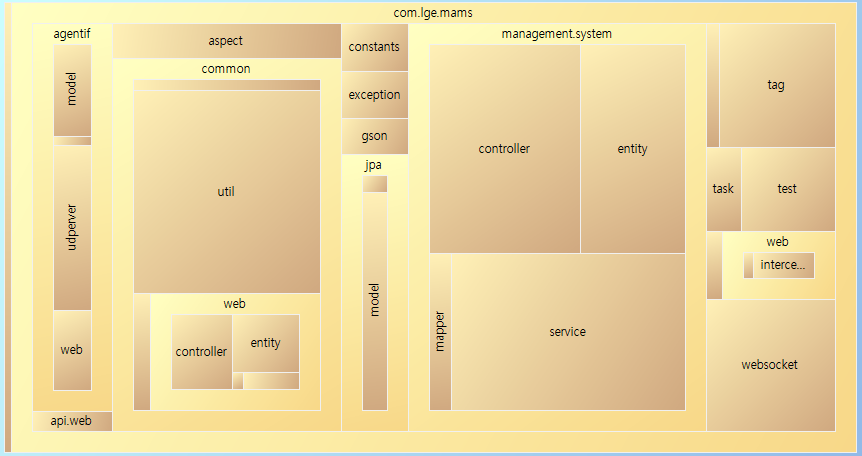 com.lge.mams
agentif
model
udperver
web
api.web
aspect
common
util
web
controller
entity
constants
exception
gson
jpa
model
management.system
controller
entity
mapper
service
tag
task
test
web
interce...
websocket